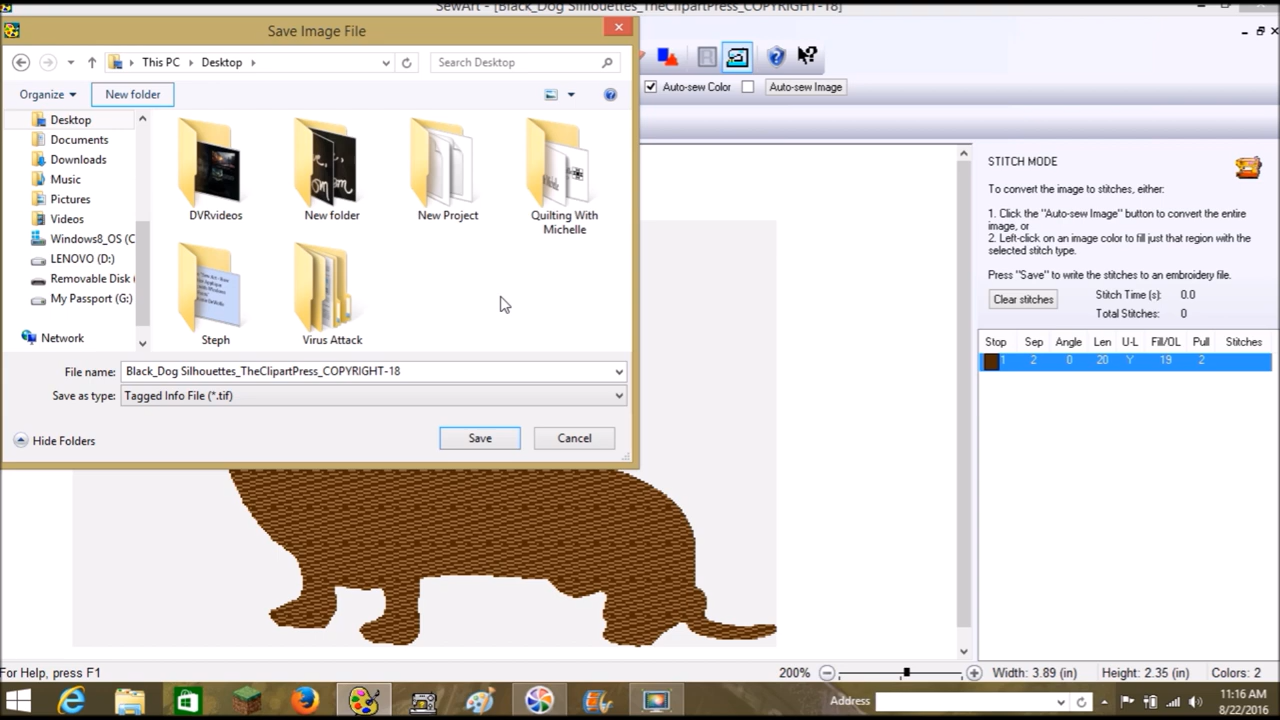 SewArt - [Black_Dog Silhouettes_TheClipartPress_COPYRIGHT-18]
Save Image File
This PC
Desktop
Search Desktop
Organize
New folder
Auto-sew Color
Auto-sew Image
Desktop
Documents
Downloads
Music
Pictures
Videos
Windows8_OS (C
LENOVO (D:)
Removable Disk (
My Passport (G:)
Network
DVRvideos
New folder
New Project
Quilting With
Michelle
Steph
Virus Attack
File name:
Black_Dog Silhouettes_TheClipartPress_COPYRIGHT-18
Save as type:
Tagged Info File (*.tif)
Hide Folders
Save
Cancel
STITCH MODE
To convert the image to stitches, either:
1. Click the "Auto-sew Image" button to convert the entire
image, or
2. Left-click on an image color to fill just that region with the
selected stitch type.
Press "Save" to write the stitches to an embroidery file.
Clear stitches
Stitch Time (s): 0.0
Total Stitches: 0
Stop Sep Angle Len U-L Fill/OL Pull Stitches
1 2 0 20 Y 19 2
For Help, press F1
200%
Width: 3.89 (in)
Height: 2.35 (in)
Colors: 2
Address
11:16 AM
8/22/2016